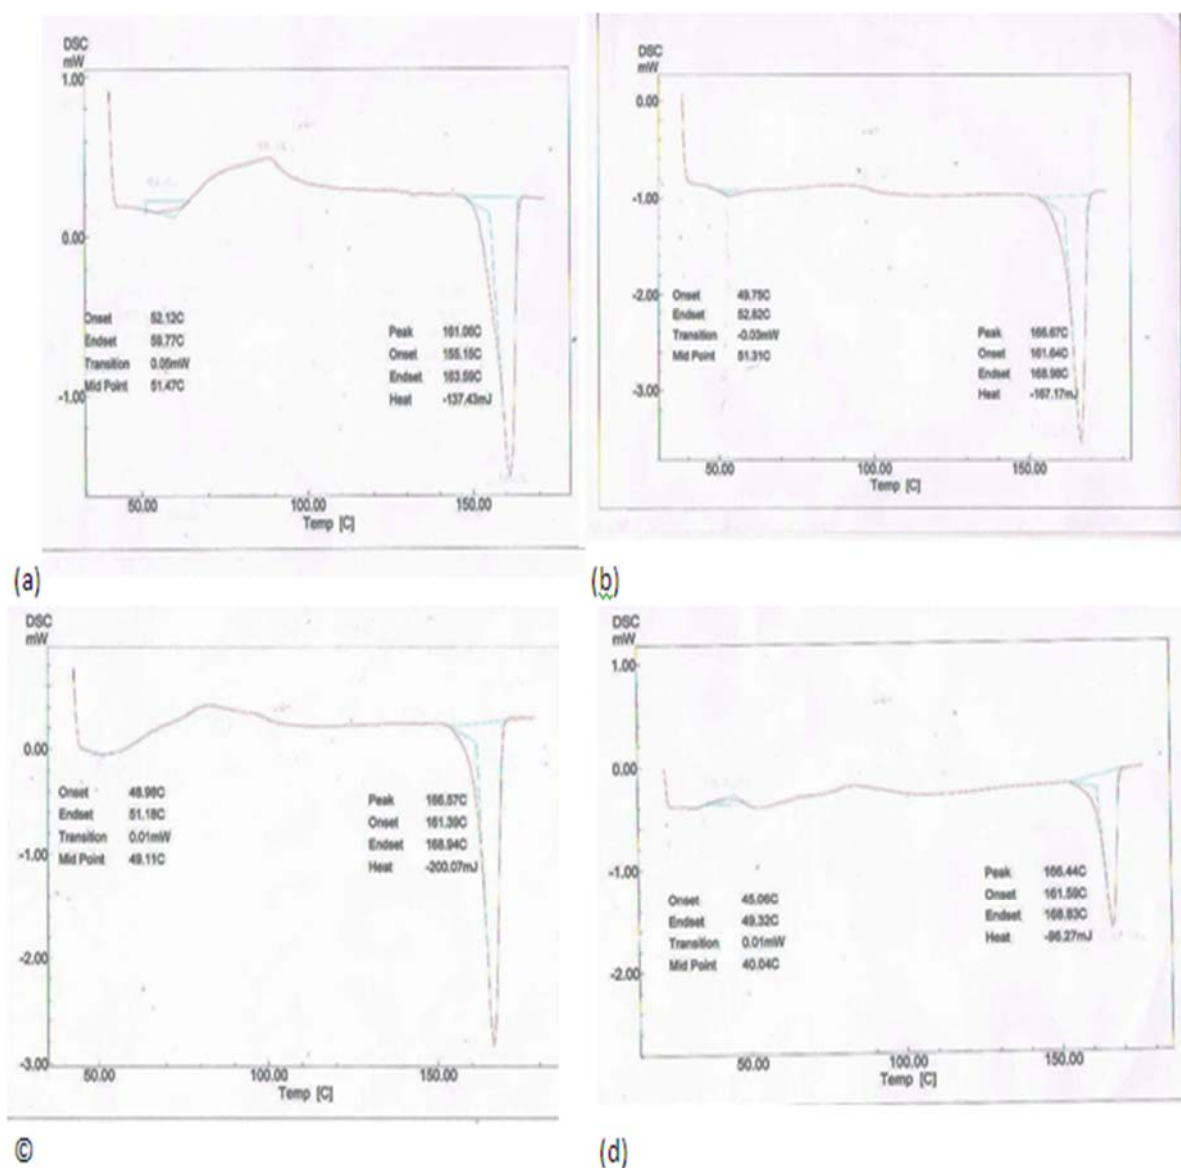 DSC
mW
1.00
0.00
-1.00
Onset 52.12C
Endset 59.77C
Transition 0.05mW
Mid Point 51.47C
Peak 161.06C
Onset 155.15C
Endset 163.59C
Heat -137.43mJ
50.00 100.00 150.00
Temp [C]
(a)
DSC
mW
0.00
-1.00
-2.00
-3.00
Onset 49.75C
Endset 52.82C
Transition -0.03mW
Mid Point 51.31C
Peak 166.67C
Onset 161.64C
Endset 168.98C
Heat -167.17mJ
50.00 100.00 150.00
Temp [C]
(b)
DSC
mW
0.00
-1.00
-2.00
-3.00
Onset 48.98C
Endset 51.18C
Transition 0.01mW
Mid Point 49.11C
Peak 166.57C
Onset 161.39C
Endset 168.94C
Heat -200.07mJ
50.00 100.00 150.00
Temp [C]
©
DSC
mW
1.00
0.00
-1.00
-2.00
Onset 45.06C
Endset 49.32C
Transition 0.01mW
Mid Point 40.04C
Peak 166.44C
Onset 161.59C
Endset 168.83C
Heat -96.27mJ
50.00 100.00 150.00
Temp [C]
(d)